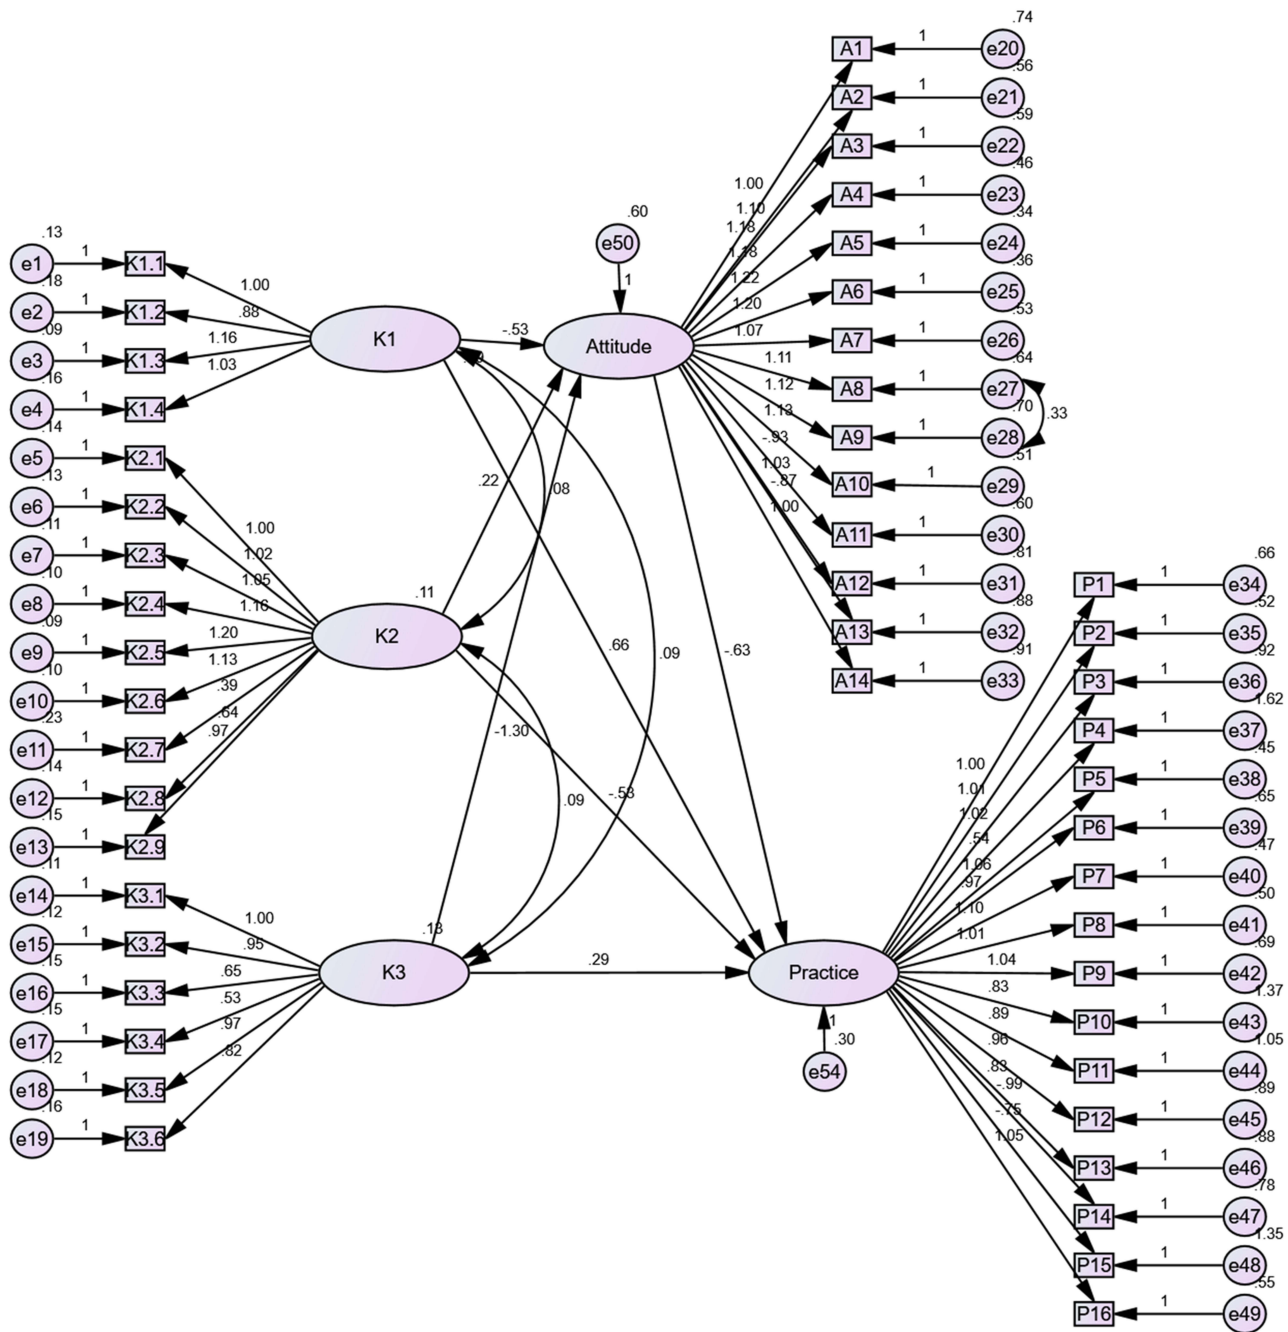 .74
A1 1 e20
.56
A2 1 e21
.59
A3 1 e22
.46
A4 1 e23
.34
A5 1 e24
.36
A6 1 e25
.53
A7 1 e26
.64
A8 1 e27
.70
.33
A9 1 e28
.51
A10 1 e29
.60
A11 1 e30
.81
A12 1 e31
.88
A13 1 e32
.91
A14 1 e33
1.00
1.10
1.18
1.18
1.22
1.20
1.07
1.11
1.12
1.13
-.93
1.03
-.87
1.00
.60
e50
1
Attitude
.13
e1 1 K1.1
.18
e2 1 K1.2
.09
e3 1 K1.3
.16
e4 1 K1.4
.14
e5 1 K2.1
.13
e6 1 K2.2
.11
e7 1 K2.3
.10
e8 1 K2.4
.09
e9 1 K2.5
.10
e10 1 K2.6
.23
e11 1 K2.7
.14
e12 1 K2.8
.15
e13 1 K2.9
.11
e14 1 K3.1
.12
e15 1 K3.2
.15
e16 1 K3.3
.15
e17 1 K3.4
.12
e18 1 K3.5
.16
e19 1 K3.6
1.00
.88
1.16
1.03
K1
-.53
1.00
1.02
1.05
1.16
1.20
1.13
.39
.64
.97
.11
K2
.22
.08
.66
.09
-.63
-1.30
-.53
.09
1.00
.95
.65
.53
.97
.82
K3
.29
Practice
1
.30
e54
.66
P1 1 e34
.52
P2 1 e35
.92
P3 1 e36
1.62
P4 1 e37
.45
P5 1 e38
.65
P6 1 e39
.47
P7 1 e40
.50
P8 1 e41
.69
P9 1 e42
1.37
P10 1 e43
1.05
P11 1 e44
.89
P12 1 e45
.88
P13 1 e46
.78
P14 1 e47
1.35
P15 1 e48
.55
P16 1 e49
1.00
1.01
1.02
.54
1.06
.97
1.10
1.01
1.04
.83
.89
.96
.83
-.99
-.75
1.05